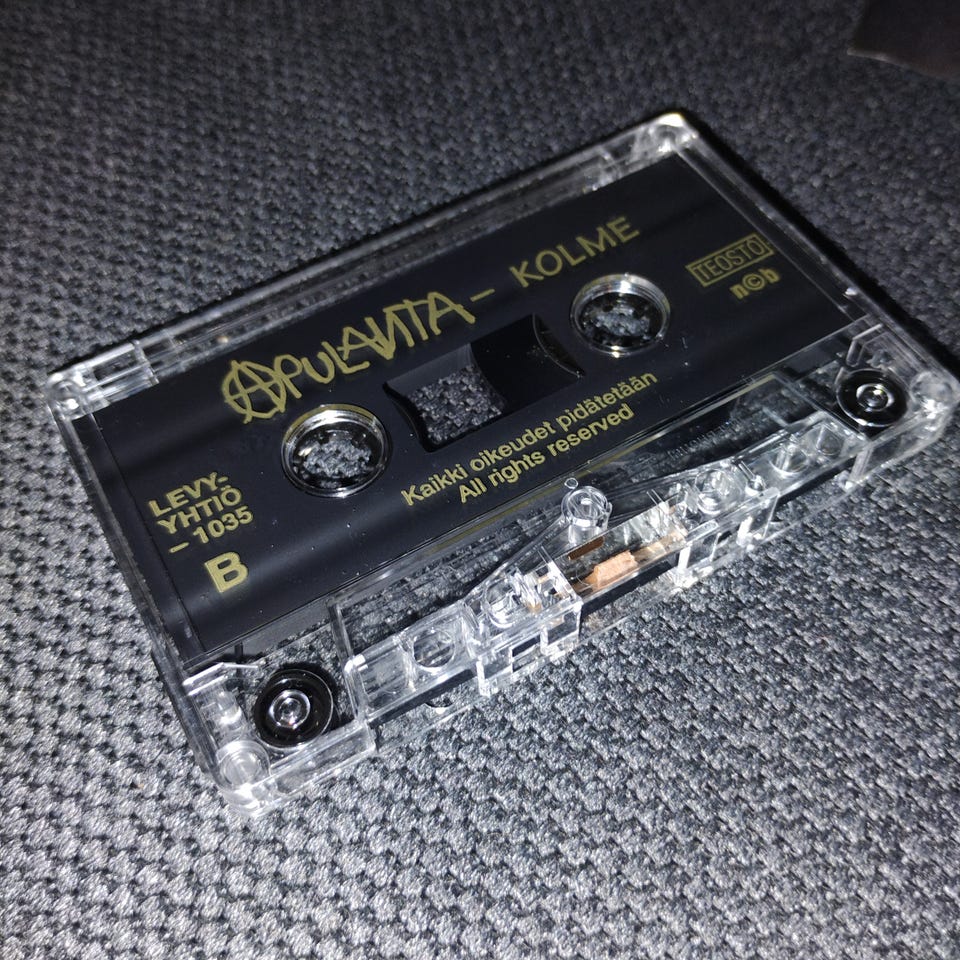 APULANTA – KOLME
TEOSTO
n©b
LEVY-
YHTIÖ
– 1035
B
Kaikki oikeudet pidätetään
All rights reserved